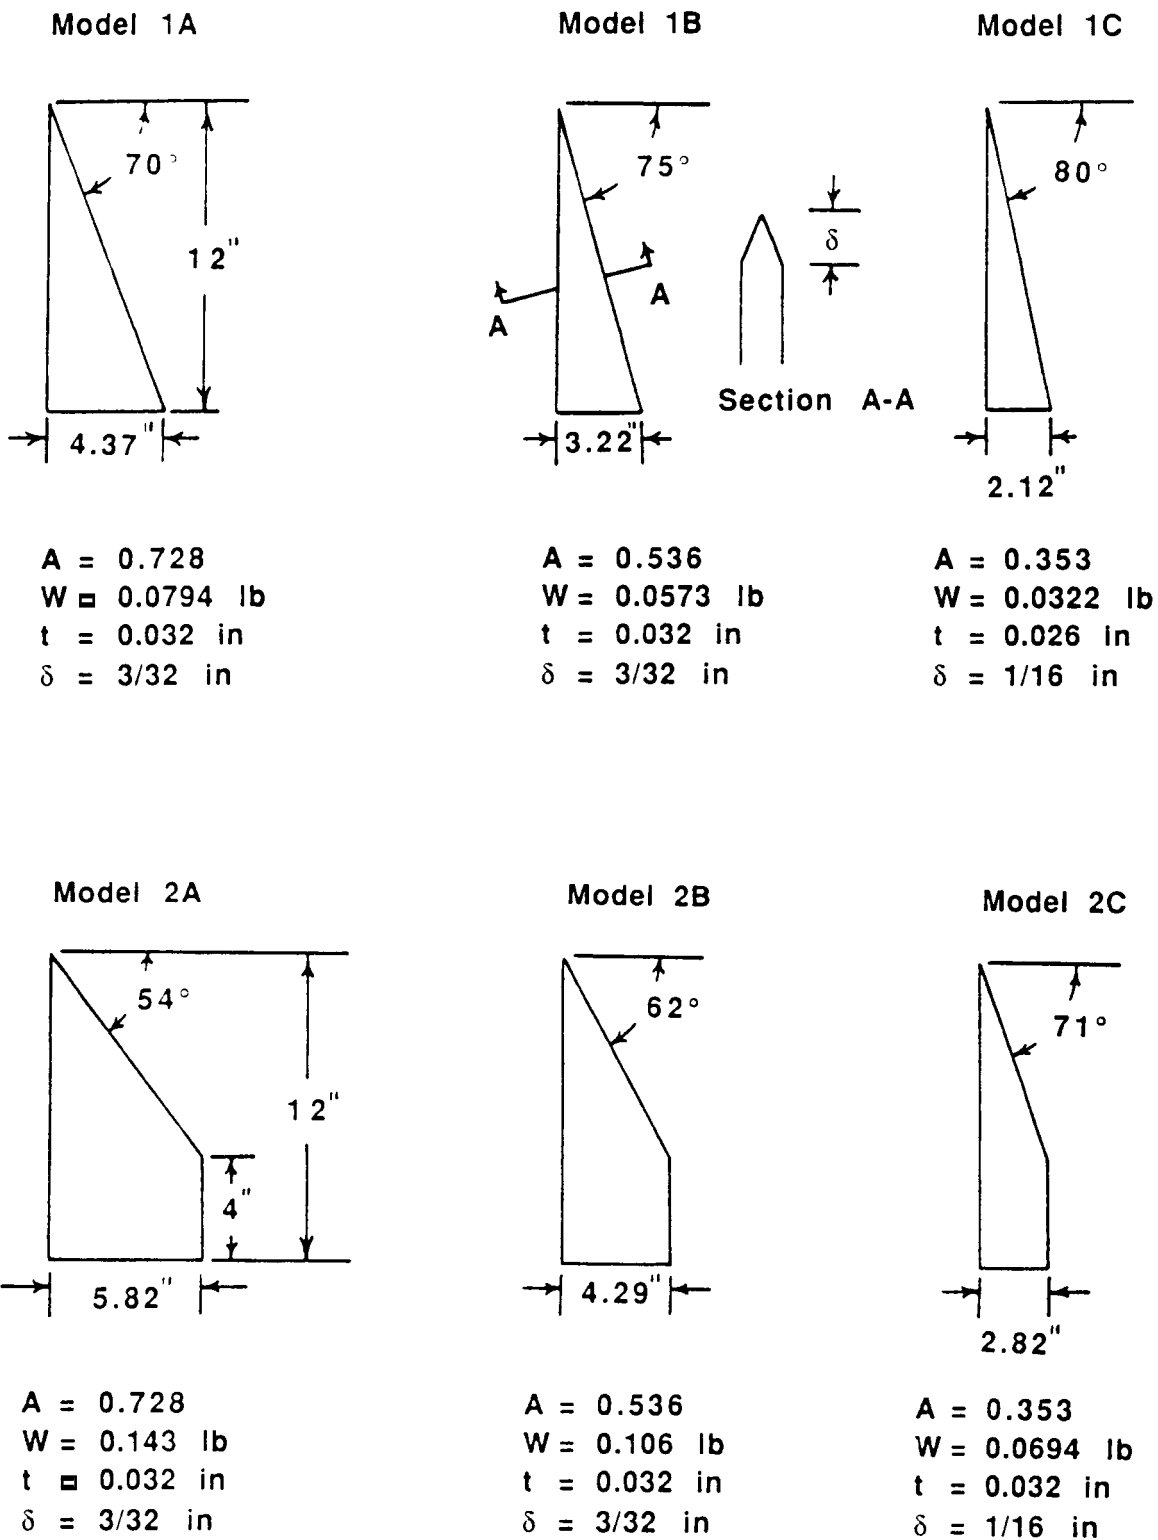 Model 1A
70°
12"
4.37"
A = 0.728
W = 0.0794 lb
t = 0.032 in
δ = 3/32 in
Model 1B
75°
A
A
δ
Section A-A
3.22"
A = 0.536
W = 0.0573 lb
t = 0.032 in
δ = 3/32 in
Model 1C
80°
2.12"
A = 0.353
W = 0.0322 lb
t = 0.026 in
δ = 1/16 in
Model 2A
54°
12"
4"
5.82"
A = 0.728
W = 0.143 lb
t = 0.032 in
δ = 3/32 in
Model 2B
62°
4.29"
A = 0.536
W = 0.106 lb
t = 0.032 in
δ = 3/32 in
Model 2C
71°
2.82"
A = 0.353
W = 0.0694 lb
t = 0.032 in
δ = 1/16 in